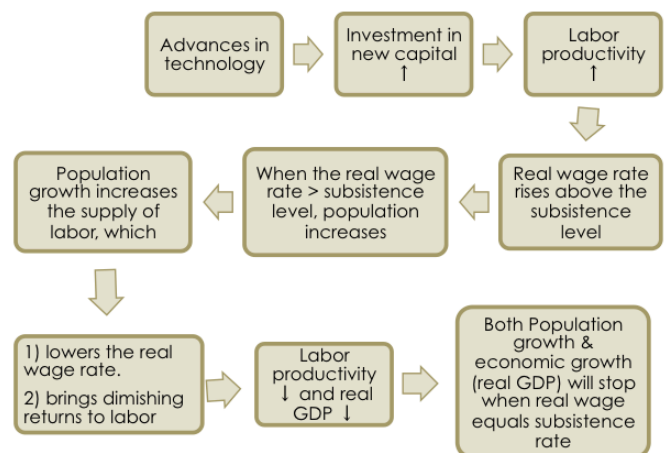 Advances in
technology
Investment in
new capital
↑
Labor
productivity
↑
Real wage rate
rises above the
subsistence
level
When the real wage
rate > subsistence
level, population
increases
Population
growth increases
the supply of
labor, which
1) lowers the real
wage rate.
2) brings dimishing
returns to labor
Labor
productivity
↓ and real
GDP ↓
Both Population
growth &
economic growth
(real GDP) will stop
when real wage
equals subsistence
rate